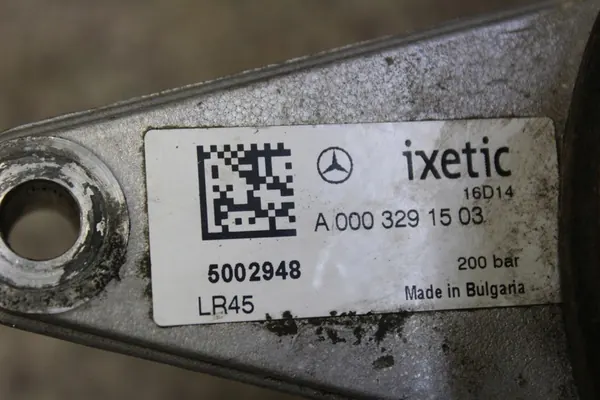 ixetic
16D14
A 000 329 15 03
5002948
200 bar
LR45
Made in Bulgaria